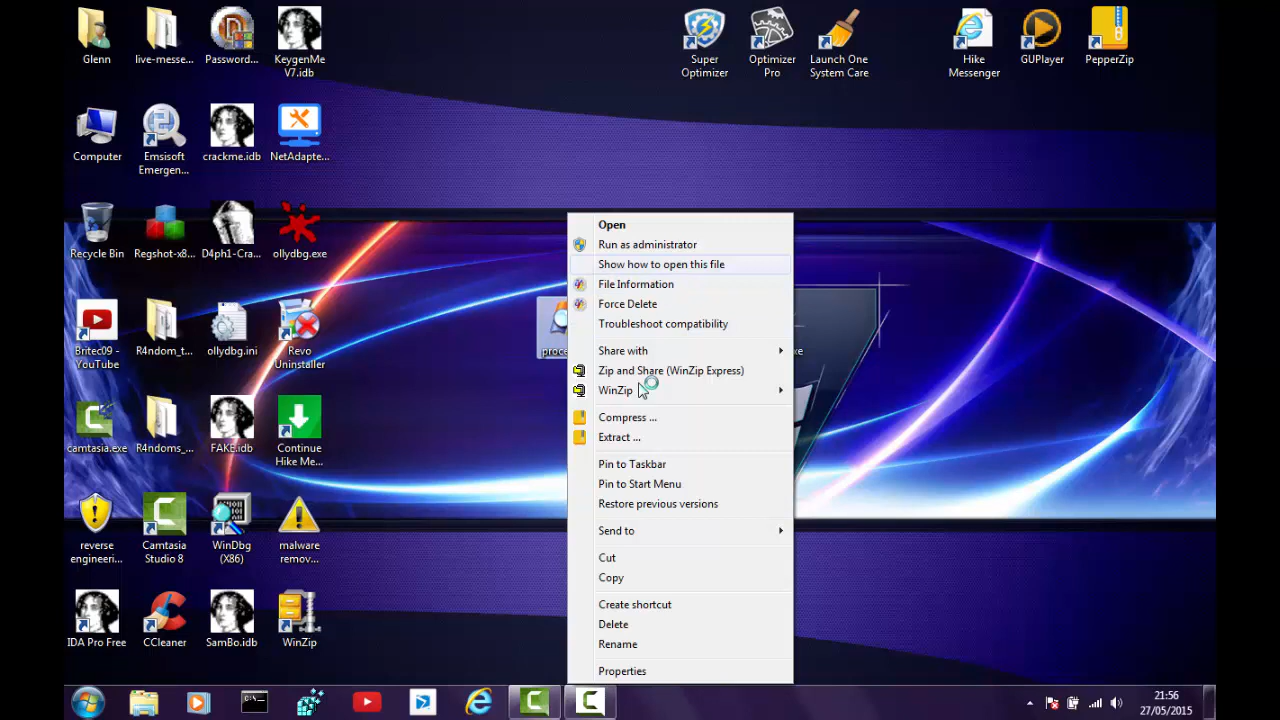 Glenn
live-messe...
Password...
KeygenMe
V7.idb
Super
Optimizer
Optimizer
Pro
Launch One
System Care
Hike
Messenger
GUPlayer
PepperZip
Computer
Emsisoft
Emergen...
crackme.idb
NetAdapte...
Recycle Bin
Regshot-x8...
D4ph1-Cra...
ollydbg.exe
Britec09 -
YouTube
R4ndom_t...
ollydbg.ini
Revo
Uninstaller
proce
xe
camtasia.exe
R4ndoms_...
FAKE.idb
Continue
Hike Me...
reverse
engineeri...
Camtasia
Studio 8
WinDbg
(X86)
malware
remov...
IDA Pro Free
CCleaner
SamBo.idb
WinZip
Open
Run as administrator
Show how to open this file
File Information
Force Delete
Troubleshoot compatibility
Share with
Zip and Share (WinZip Express)
WinZip
Compress ...
Extract ...
Pin to Taskbar
Pin to Start Menu
Restore previous versions
Send to
Cut
Copy
Create shortcut
Delete
Rename
Properties
21:56
27/05/2015